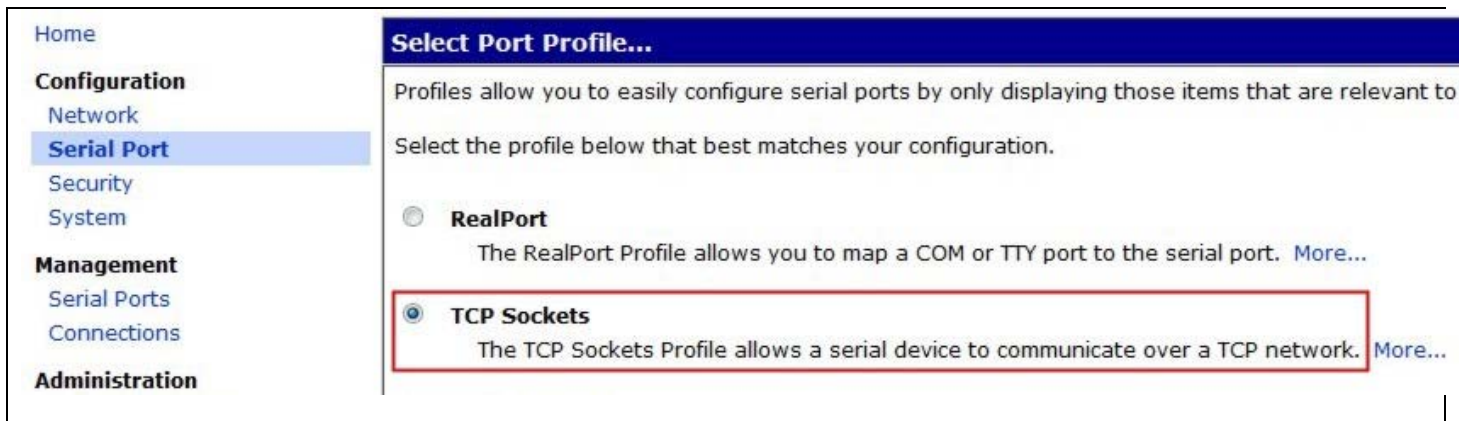 Home
Configuration
Network
Serial Port
Security
System
Management
Serial Ports
Connections
Administration
Select Port Profile...
Profiles allow you to easily configure serial ports by only displaying those items that are relevant to
Select the profile below that best matches your configuration.
RealPort
The RealPort Profile allows you to map a COM or TTY port to the serial port. More...
TCP Sockets
The TCP Sockets Profile allows a serial device to communicate over a TCP network. More...